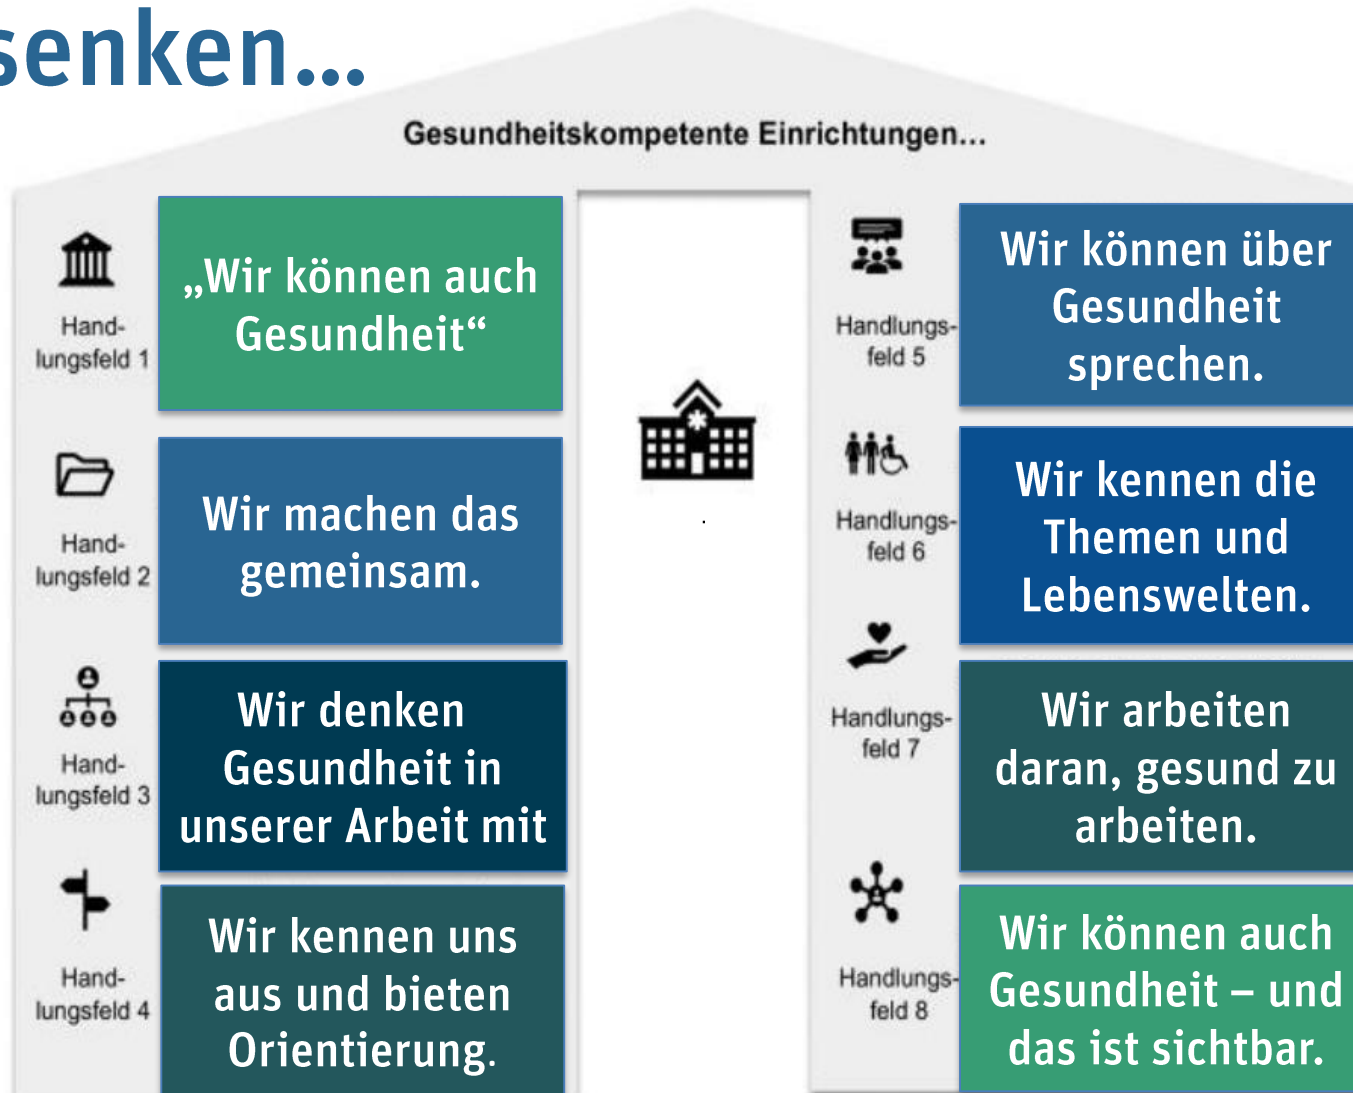 senken...
Gesundheitskompetente Einrichtungen...
Hand-
lungsfeld 1
„Wir können auch
Gesundheit“
Hand-
lungsfeld 2
Wir machen das
gemeinsam.
Hand-
lungsfeld 3
Wir denken
Gesundheit in
unserer Arbeit mit
Hand-
lungsfeld 4
Wir kennen uns
aus und bieten
Orientierung.
.
Handlungs-
feld 5
Wir können über
Gesundheit
sprechen.
Handlungs-
feld 6
Wir kennen die
Themen und
Lebenswelten.
Handlungs-
feld 7
Wir arbeiten
daran, gesund zu
arbeiten.
Handlungs-
feld 8
Wir können auch
Gesundheit – und
das ist sichtbar.